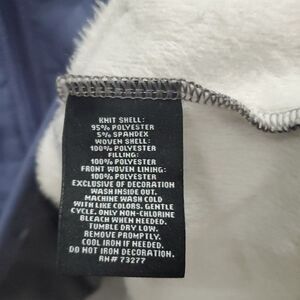 KNIT SHELL:
95% POLYESTER
5% SPANDEX
WOVEN SHELL:
100% POLYESTER
FILLING:
100% POLYESTER
FRONT WOVEN LINING:
100% POLYESTER
EXCLUSIVE OF DECORATION
WASH INSIDE OUT.
MACHINE WASH COLD
WITH LIKE COLORS. GENTLE
CYCLE. ONLY NON-CHLORINE
BLEACH WHEN NEEDED.
TUMBLE DRY LOW.
REMOVE PROMPTLY.
COOL IRON IF NEEDED.
DO NOT IRON DECORATION.
RN# 73277